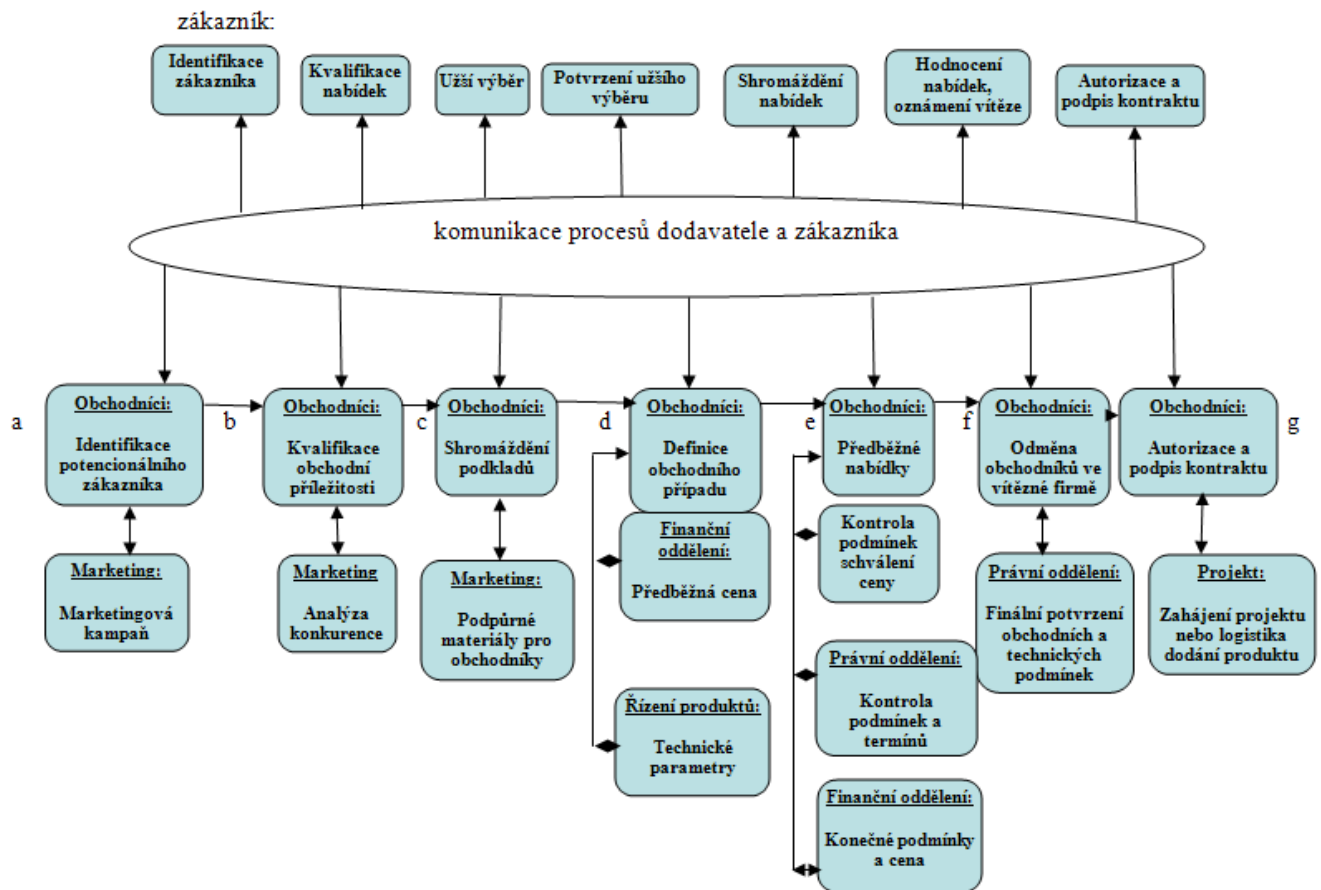 zákazník:
Identifikace
zákazníka
Kvalifikace
nabídek
Užší výběr
Potvrzení užšího
výběru
Shromáždění
nabídek
Hodnocení
nabídek,
oznámení vítěze
Autorizace a
podpis kontraktu
komunikace procesů dodavatele a zákazníka
a
Obchodníci:
Identifikace
potencionálního
zákazníka
b
Obchodníci:
Kvalifikace
obchodní
příležitosti
c
Obchodníci:
Shromáždění
podkladů
d
Obchodníci:
Definice
obchodního
případu
e
Obchodníci:
Předběžné
nabídky
f
Obchodníci:
Odměna
obchodníků ve
vítězné firmě
Obchodníci:
Autorizace a
podpis kontraktu
g
Marketing:
Marketingová
kampaň
Marketing
Analýza
konkurence
Marketing:
Podpůrné
materiály pro
obchodníky
Finanční
oddělení:
Předběžná cena
Řízení produktů:
Technické
parametry
Kontrola
podmínek
schválení
ceny
Právní oddělení:
Kontrola
podmínek a
termínů
Finanční oddělení:
Konečné podmínky
a cena
Právní oddělení:
Finální potvrzení
obchodních a
technických
podmínek
Projekt:
Zahájení projektu
nebo logistika
dodání produktu